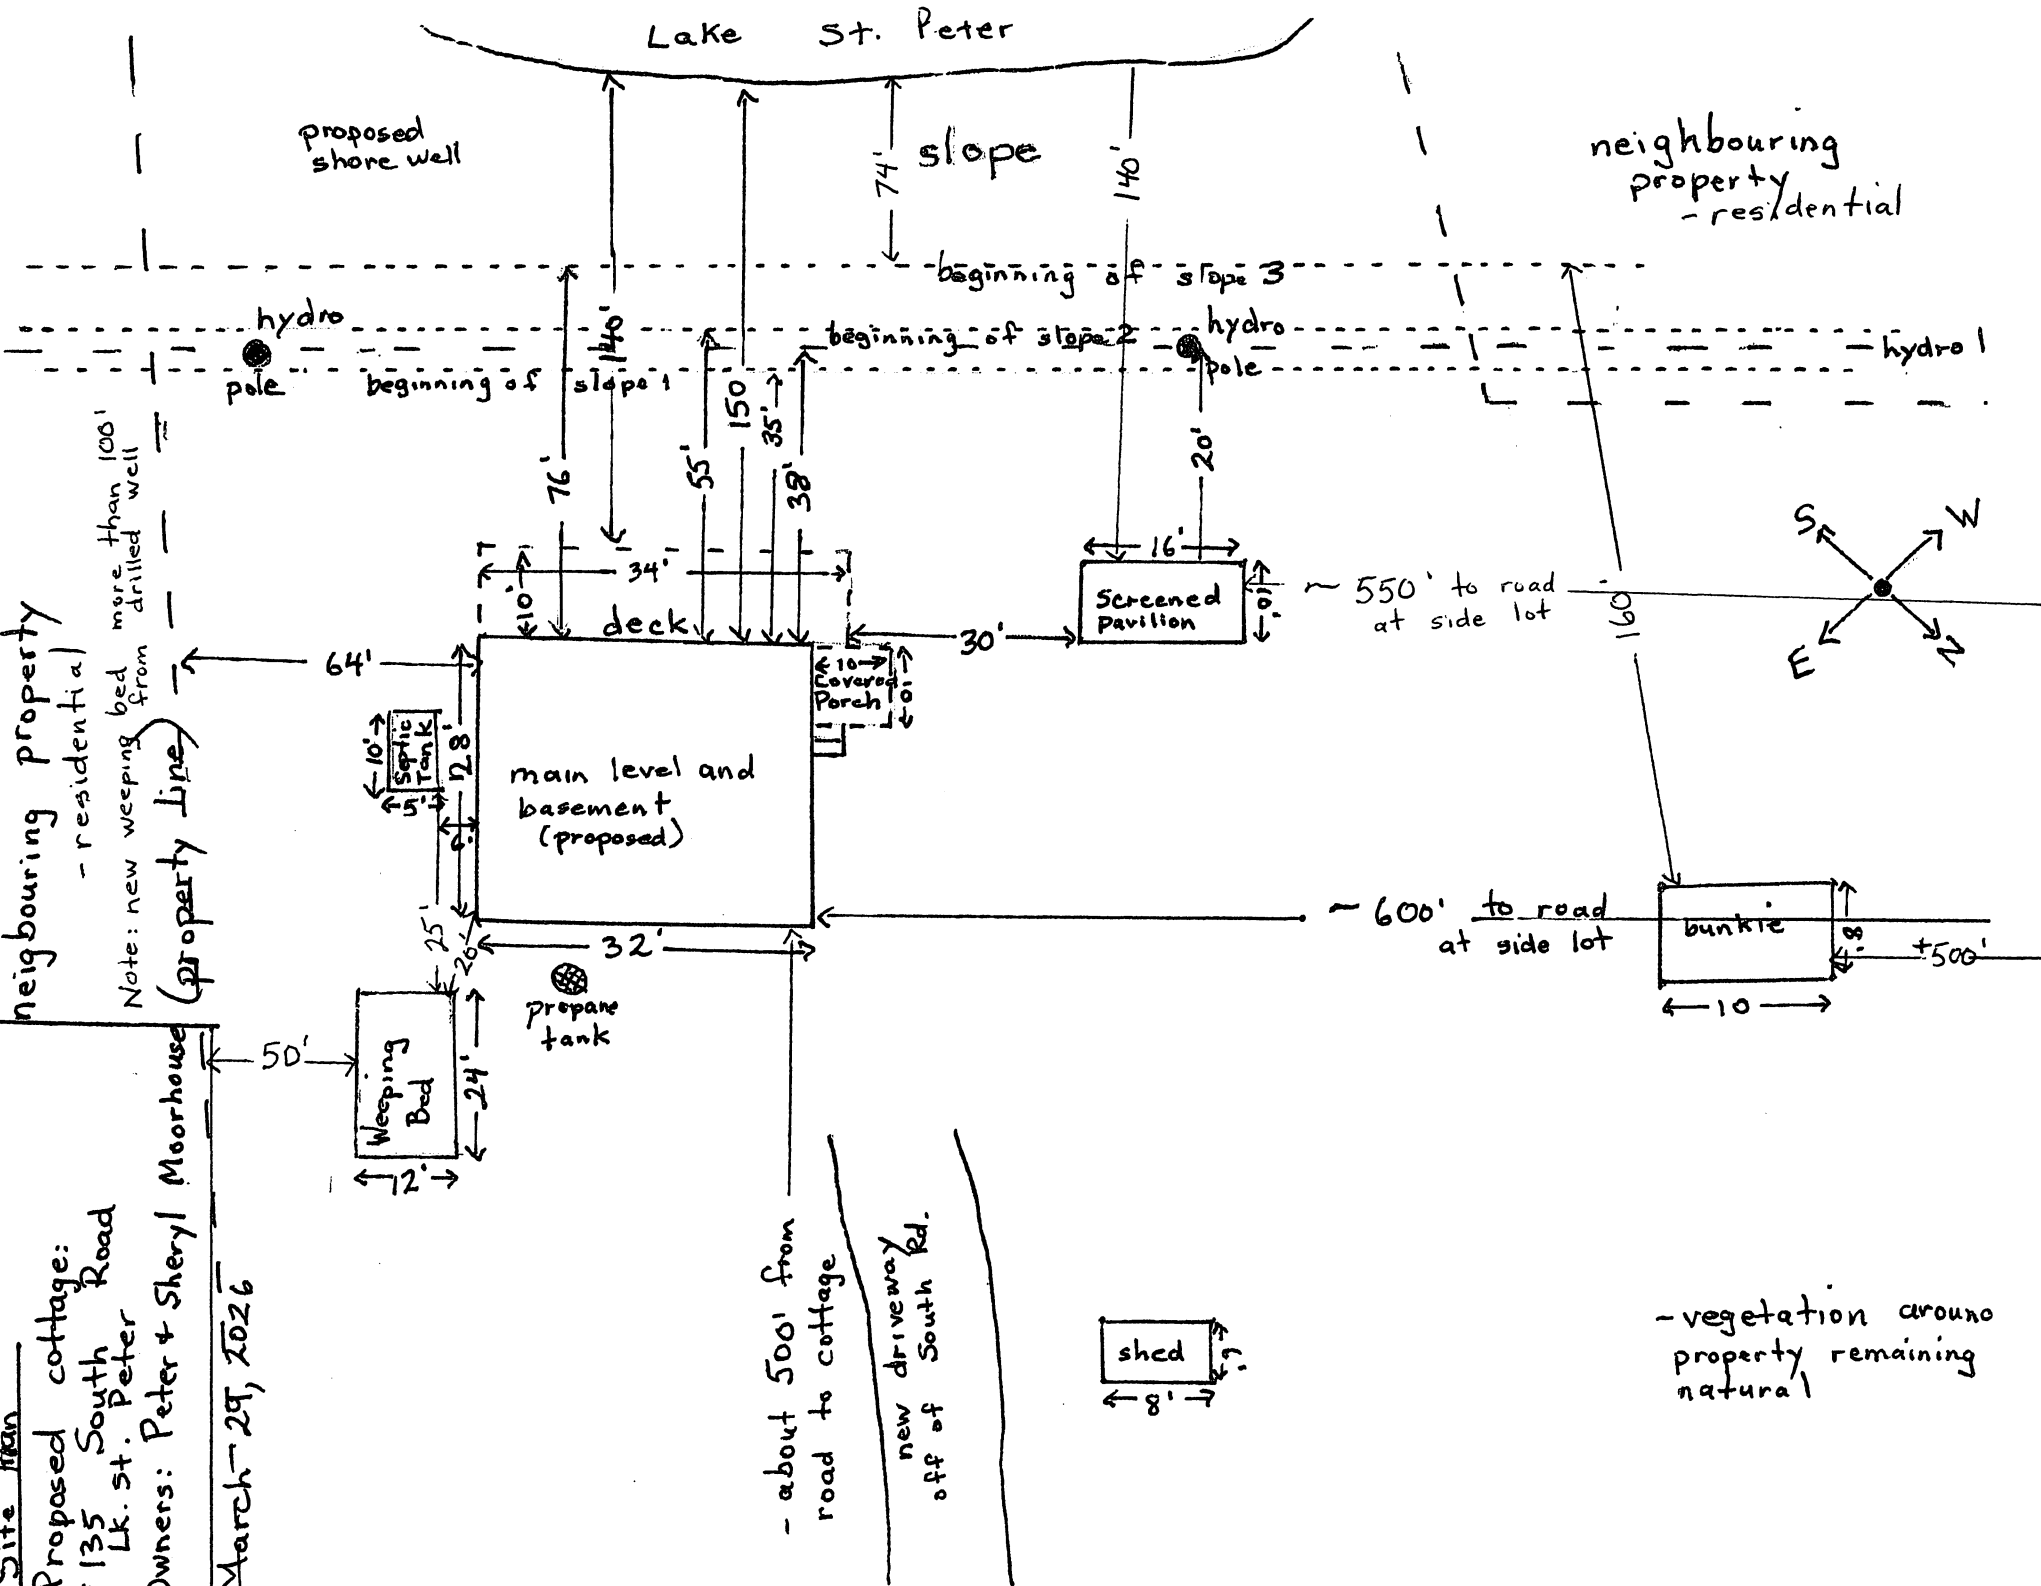 Lake St. Peter
proposed
shore well
74'
slope
140'
neighbouring
property
- residential
beginning of slope 3
hydro
140'
beginning of slope 2
hydro
hydro 1
pole
beginning of slope 1
pole
150
35'
76'
55'
38'
20'
S
W
E
N
16'
34'
10'
deck
Screened
Pavilion
10'
~ 550' to road
at side lot
160'
30'
64'
10
Covered
Porch
10'
neigbouring property
- residential
Note: new weeping bed more than 100'
from drilled well
(property line)
10'
Septic
Tank
28'
5'
6'
main level and
basement
(proposed)
~ 600' to road
at side lot
bunkie
8'
+500'
10
25'
20'
32'
propane
tank
50'
Weeping
Bed
24'
12'
Site Plan
Proposed cottage:
135 South Road
Lk. St. Peter
Owners: Peter & Sheryl Moorhouse
March 29, 2026
- about 500' from
road to cottage
new driveway
off of South Rd.
shed
6'
8'
- vegetation around
property remaining
natural